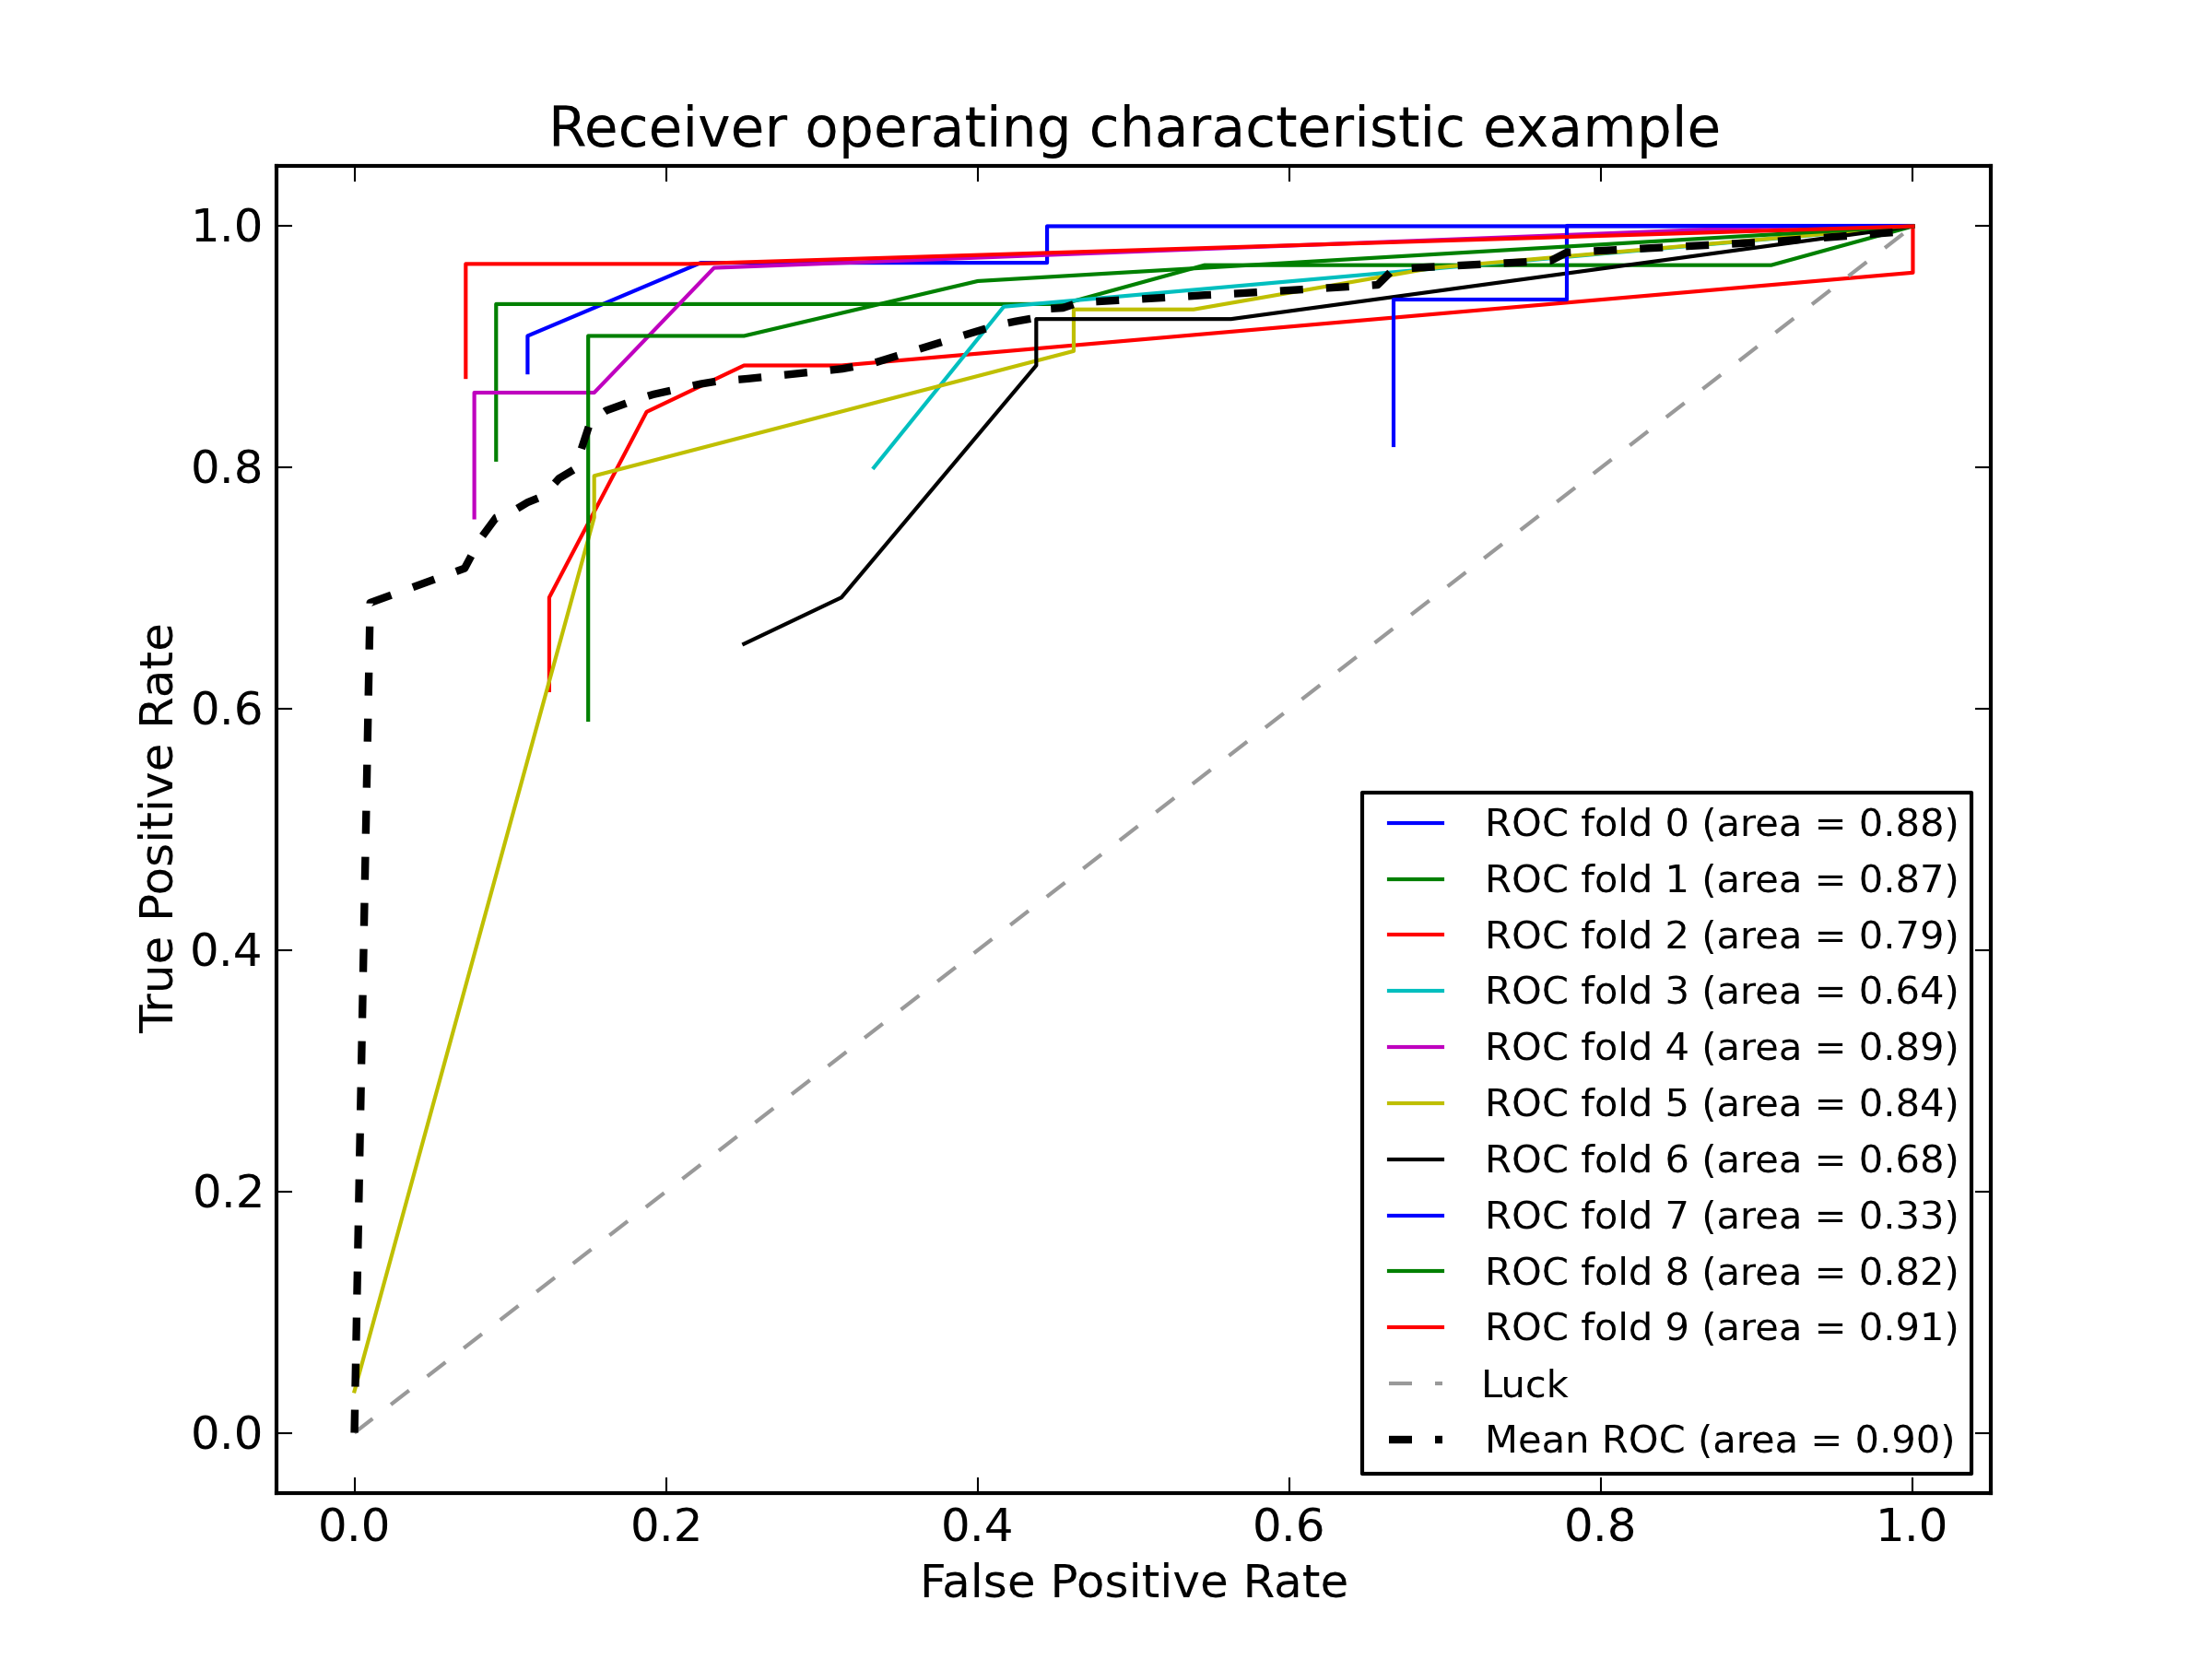 Receiver operating characteristic example
1.0
0.8
0.6
0.4
0.2
0.0
True Positive Rate
ROC fold 0 (area = 0.88)
ROC fold 1 (area = 0.87)
ROC fold 2 (area = 0.79)
ROC fold 3 (area = 0.64)
ROC fold 4 (area = 0.89)
ROC fold 5 (area = 0.84)
ROC fold 6 (area = 0.68)
ROC fold 7 (area = 0.33)
ROC fold 8 (area = 0.82)
ROC fold 9 (area = 0.91)
Luck
Mean ROC (area = 0.90)
0.0 0.2 0.4 0.6 0.8 1.0
False Positive Rate